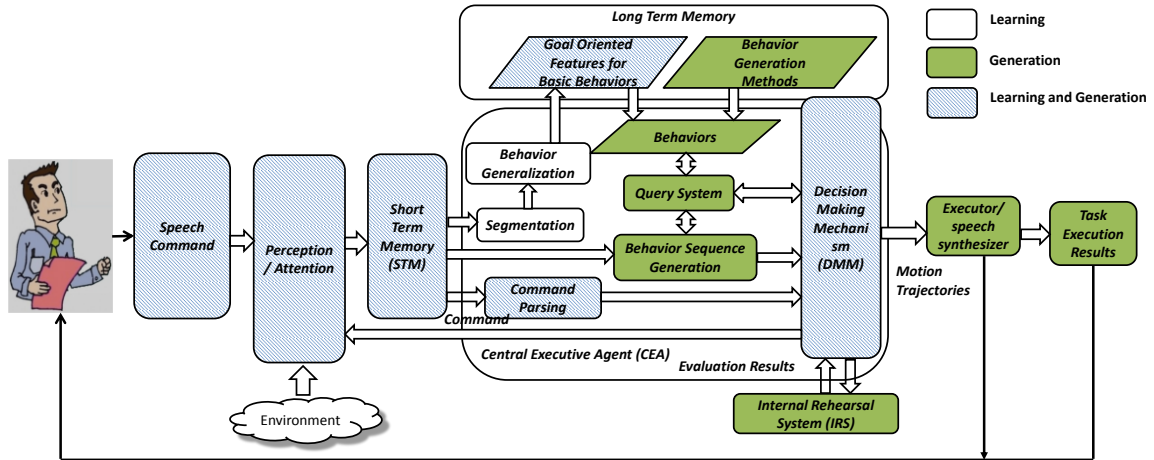 Long Term Memory
Goal Oriented
Features for
Basic Behaviors
Behavior
Generation
Methods
Learning
Generation
Learning and Generation
Behaviors
Behavior
Generalization
Query System
Segmentation
Behavior Sequence
Generation
Command
Parsing
Command
Central Executive Agent (CEA)
Evaluation Results
Speech
Command
Perception
/ Attention
Short
Term
Memory
(STM)
Decision
Making
Mechanis
m
(DMM)
Executor/
speech
synthesizer
Task
Execution
Results
Motion
Trajectories
Internal Rehearsal
System (IRS)
Environment